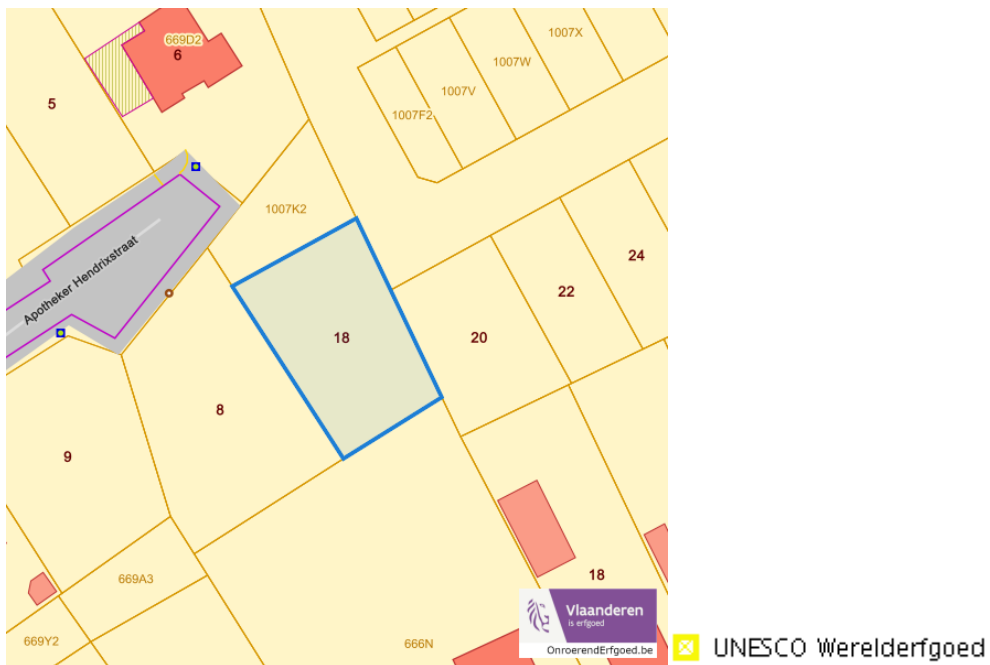 1007X
669D2
6
1007W
5
1007V
1007F2
1007K2
24
Apotheker Hendrixstraat
22
18
20
8
9
18
669A3
Vlaanderen
is erfgoed
OnroerendErfgoed.be
669Y2
666N
UNESCO Werelderfgoed